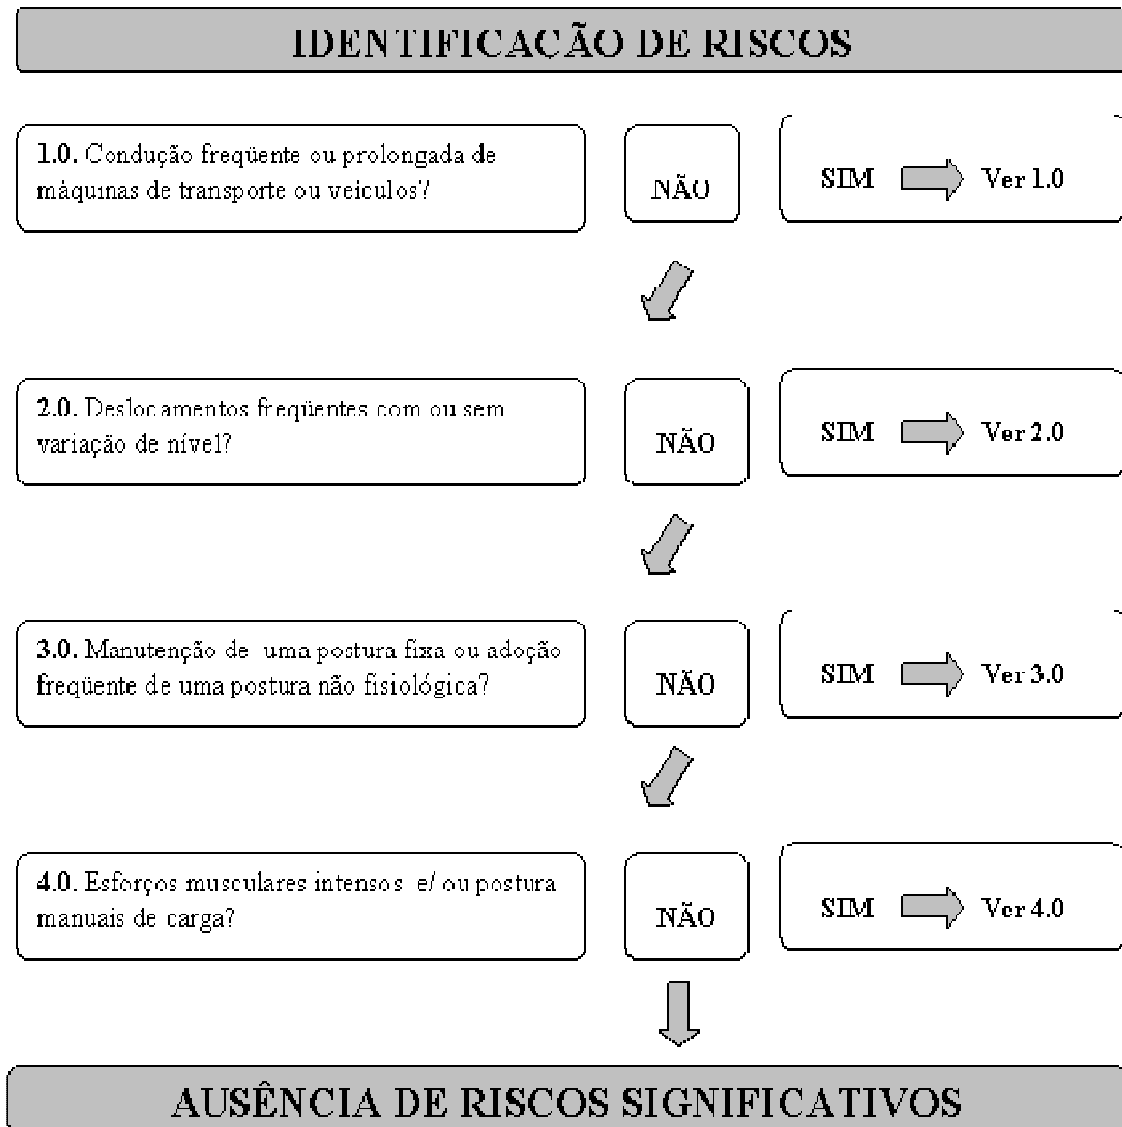 IDENTIFICAÇÃO DE RISCOS
1.0. Condução freqüente ou prolongada de
máquinas de transporte ou veículos?
NÃO
SIM Ver 1.0
2.0. Deslocamentos freqüentes com ou sem
variação de nível?
NÃO
SIM Ver 2.0
3.0. Manutenção de uma postura fixa ou adoção
freqüente de uma postura não fisiológica?
NÃO
SIM Ver 3.0
4.0. Esforços musculares intensos e/ ou postura
manuais de carga?
NÃO
SIM Ver 4.0
AUSÊNCIA DE RISCOS SIGNIFICATIVOS